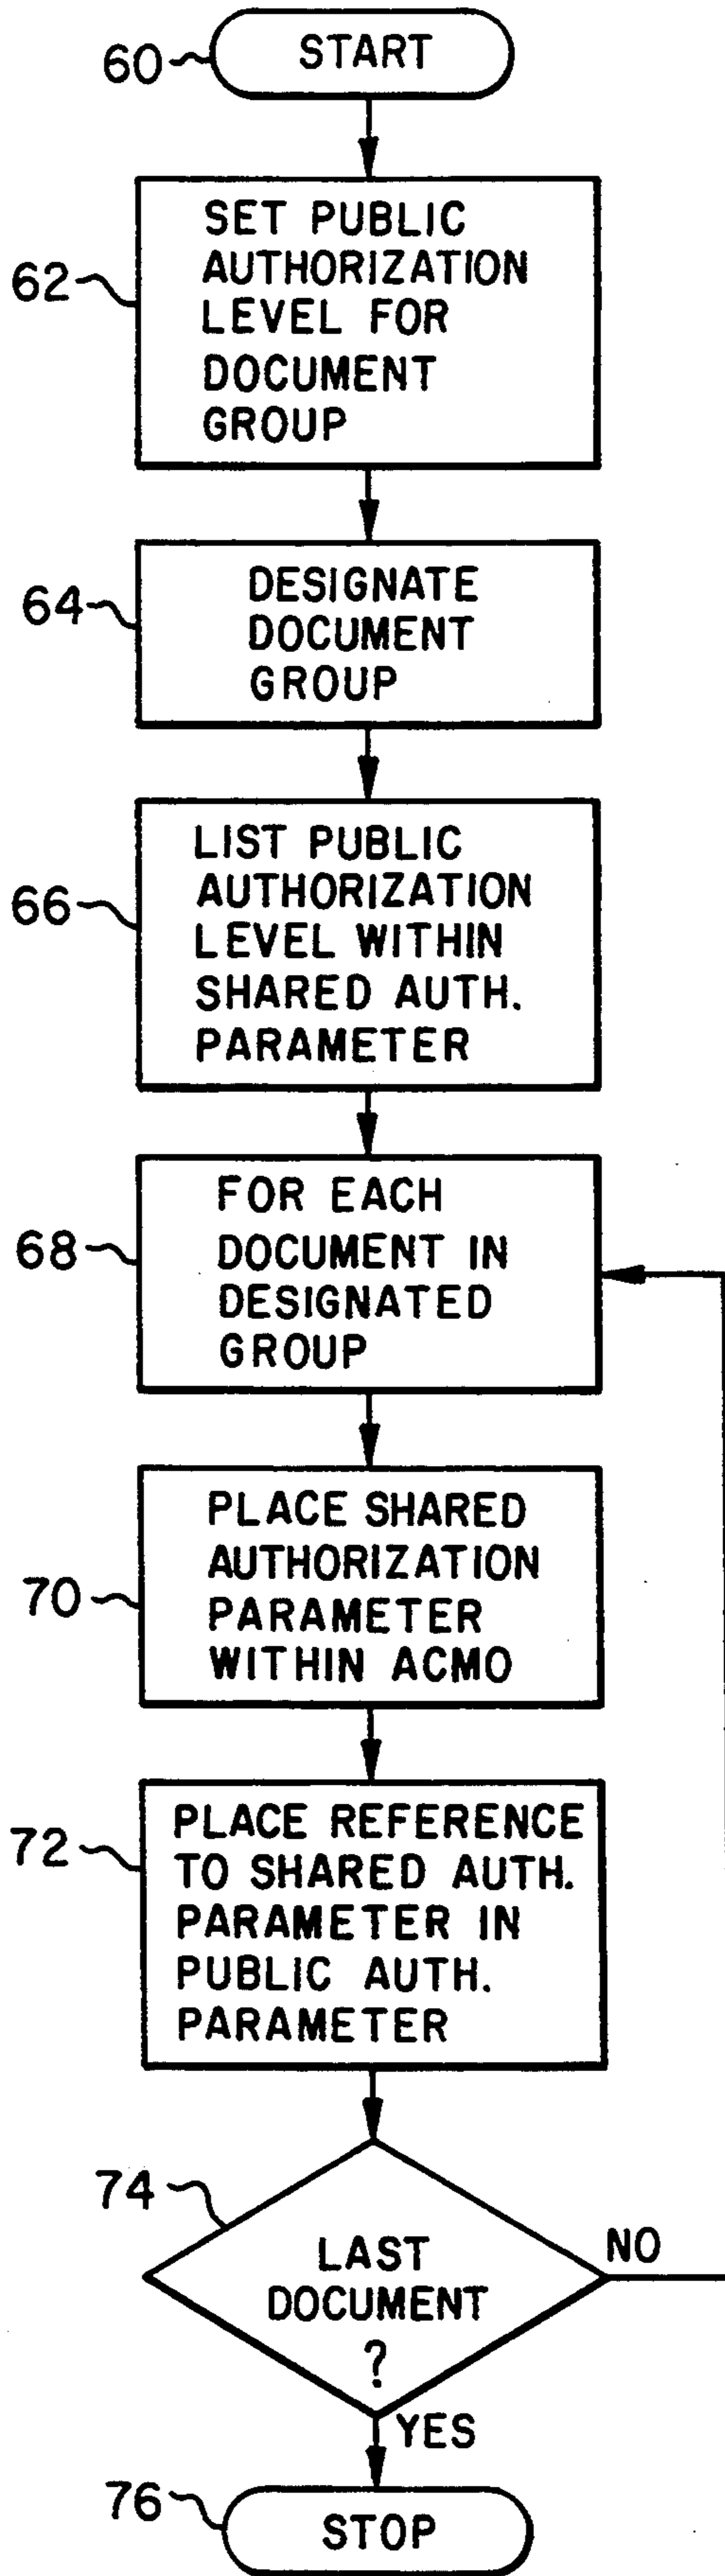 60
START
62
SET PUBLIC
AUTHORIZATION
LEVEL FOR
DOCUMENT
GROUP
64
DESIGNATE
DOCUMENT
GROUP
66
LIST PUBLIC
AUTHORIZATION
LEVEL WITHIN
SHARED AUTH.
PARAMETER
68
FOR EACH
DOCUMENT IN
DESIGNATED
GROUP
70
PLACE SHARED
AUTHORIZATION
PARAMETER
WITHIN ACMO
72
PLACE REFERENCE
TO SHARED AUTH.
PARAMETER IN
PUBLIC AUTH.
PARAMETER
74
LAST
DOCUMENT
?
NO
YES
76
STOP